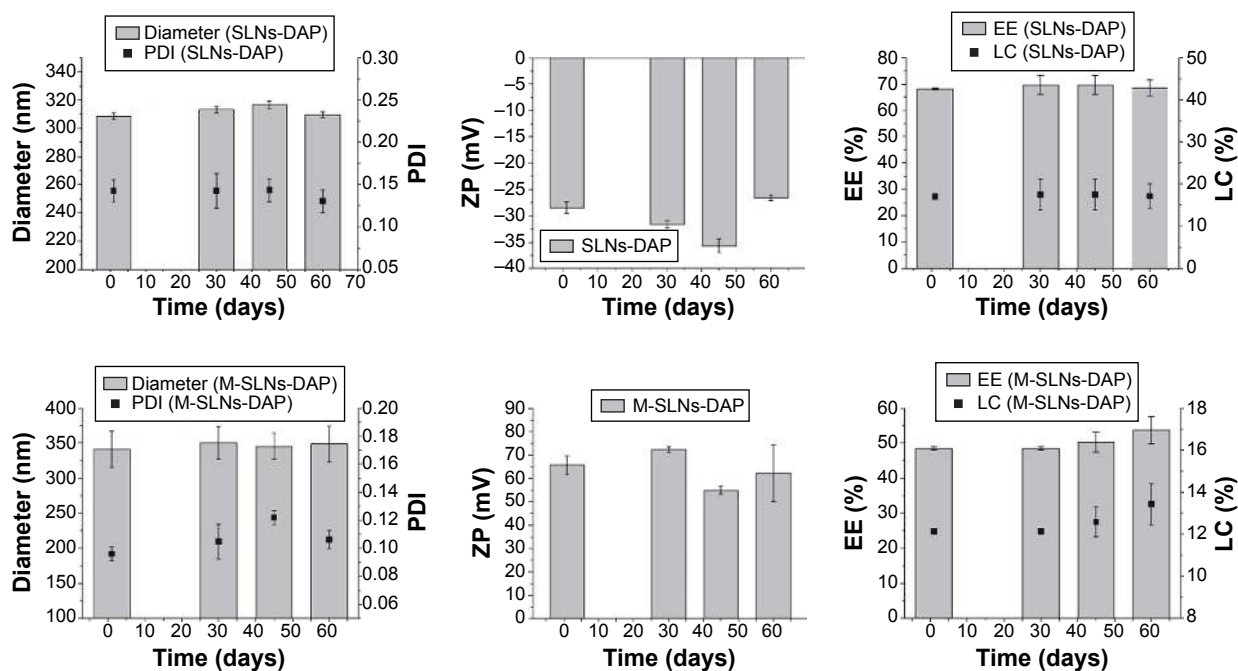 Diameter (SLNs-DAP)
PDI (SLNs-DAP)
350
340
320
300
280
260
240
220
200
Diameter (nm)
0.30
0.25
0.20
0.15
0.10
0.05
PDI
0 10 20 30 40 50 60 70
Time (days)
0
–5
–10
–15
–20
–25
–30
–35
–40
ZP (mV)
SLNs-DAP
0 10 20 30 40 50 60
Time (days)
EE (SLNs-DAP)
LC (SLNs-DAP)
80
70
60
50
40
30
20
10
0
EE (%)
50
40
30
20
10
0
LC (%)
0 10 20 30 40 50 60
Time (days)
Diameter (M-SLNs-DAP)
PDI (M-SLNs-DAP)
400
350
300
250
200
150
100
Diameter (nm)
0.20
0.18
0.16
0.14
0.12
0.10
0.08
0.06
PDI
0 10 20 30 40 50 60
Time (days)
M-SLNs-DAP
90
80
70
60
50
40
30
20
10
0
ZP (mV)
0 10 20 30 40 50 60
Time (days)
EE (M-SLNs-DAP)
LC (M-SLNs-DAP)
60
50
40
30
20
10
0
EE (%)
18
16
14
12
10
8
LC (%)
0 10 20 30 40 50 60
Time (days)